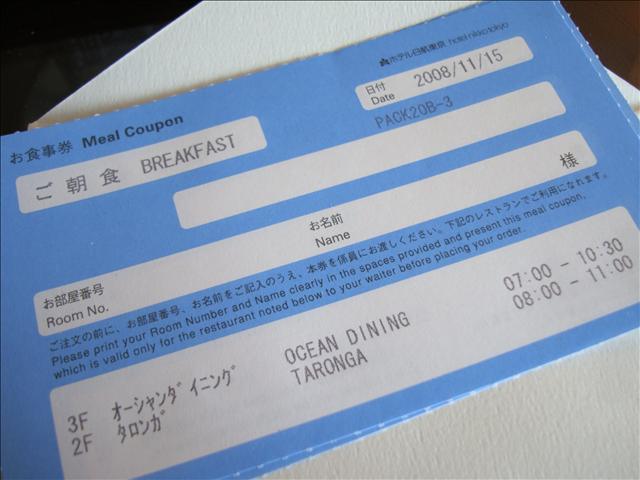 ホテル日航東京 hotel nikko tokyo
お食事券 Meal Coupon
日付 Date 2008/11/15
ご 朝 食 BREAKFAST
PACK20B-3
お部屋番号
Room No.
お名前
Name
様
ご注文の前に、お部屋番号、お名前をご記入のうえ、本券を係員にお渡しください。下記のレストランでご利用になれます。
Please print your Room Number and Name clearly in the spaces provided and present this meal coupon,
which is valid only for the restaurant noted below to your waiter before placing your order.
3F オーシャンダイニング OCEAN DINING 07:00 - 10:30
2F タロンガ TARONGA 08:00 - 11:00